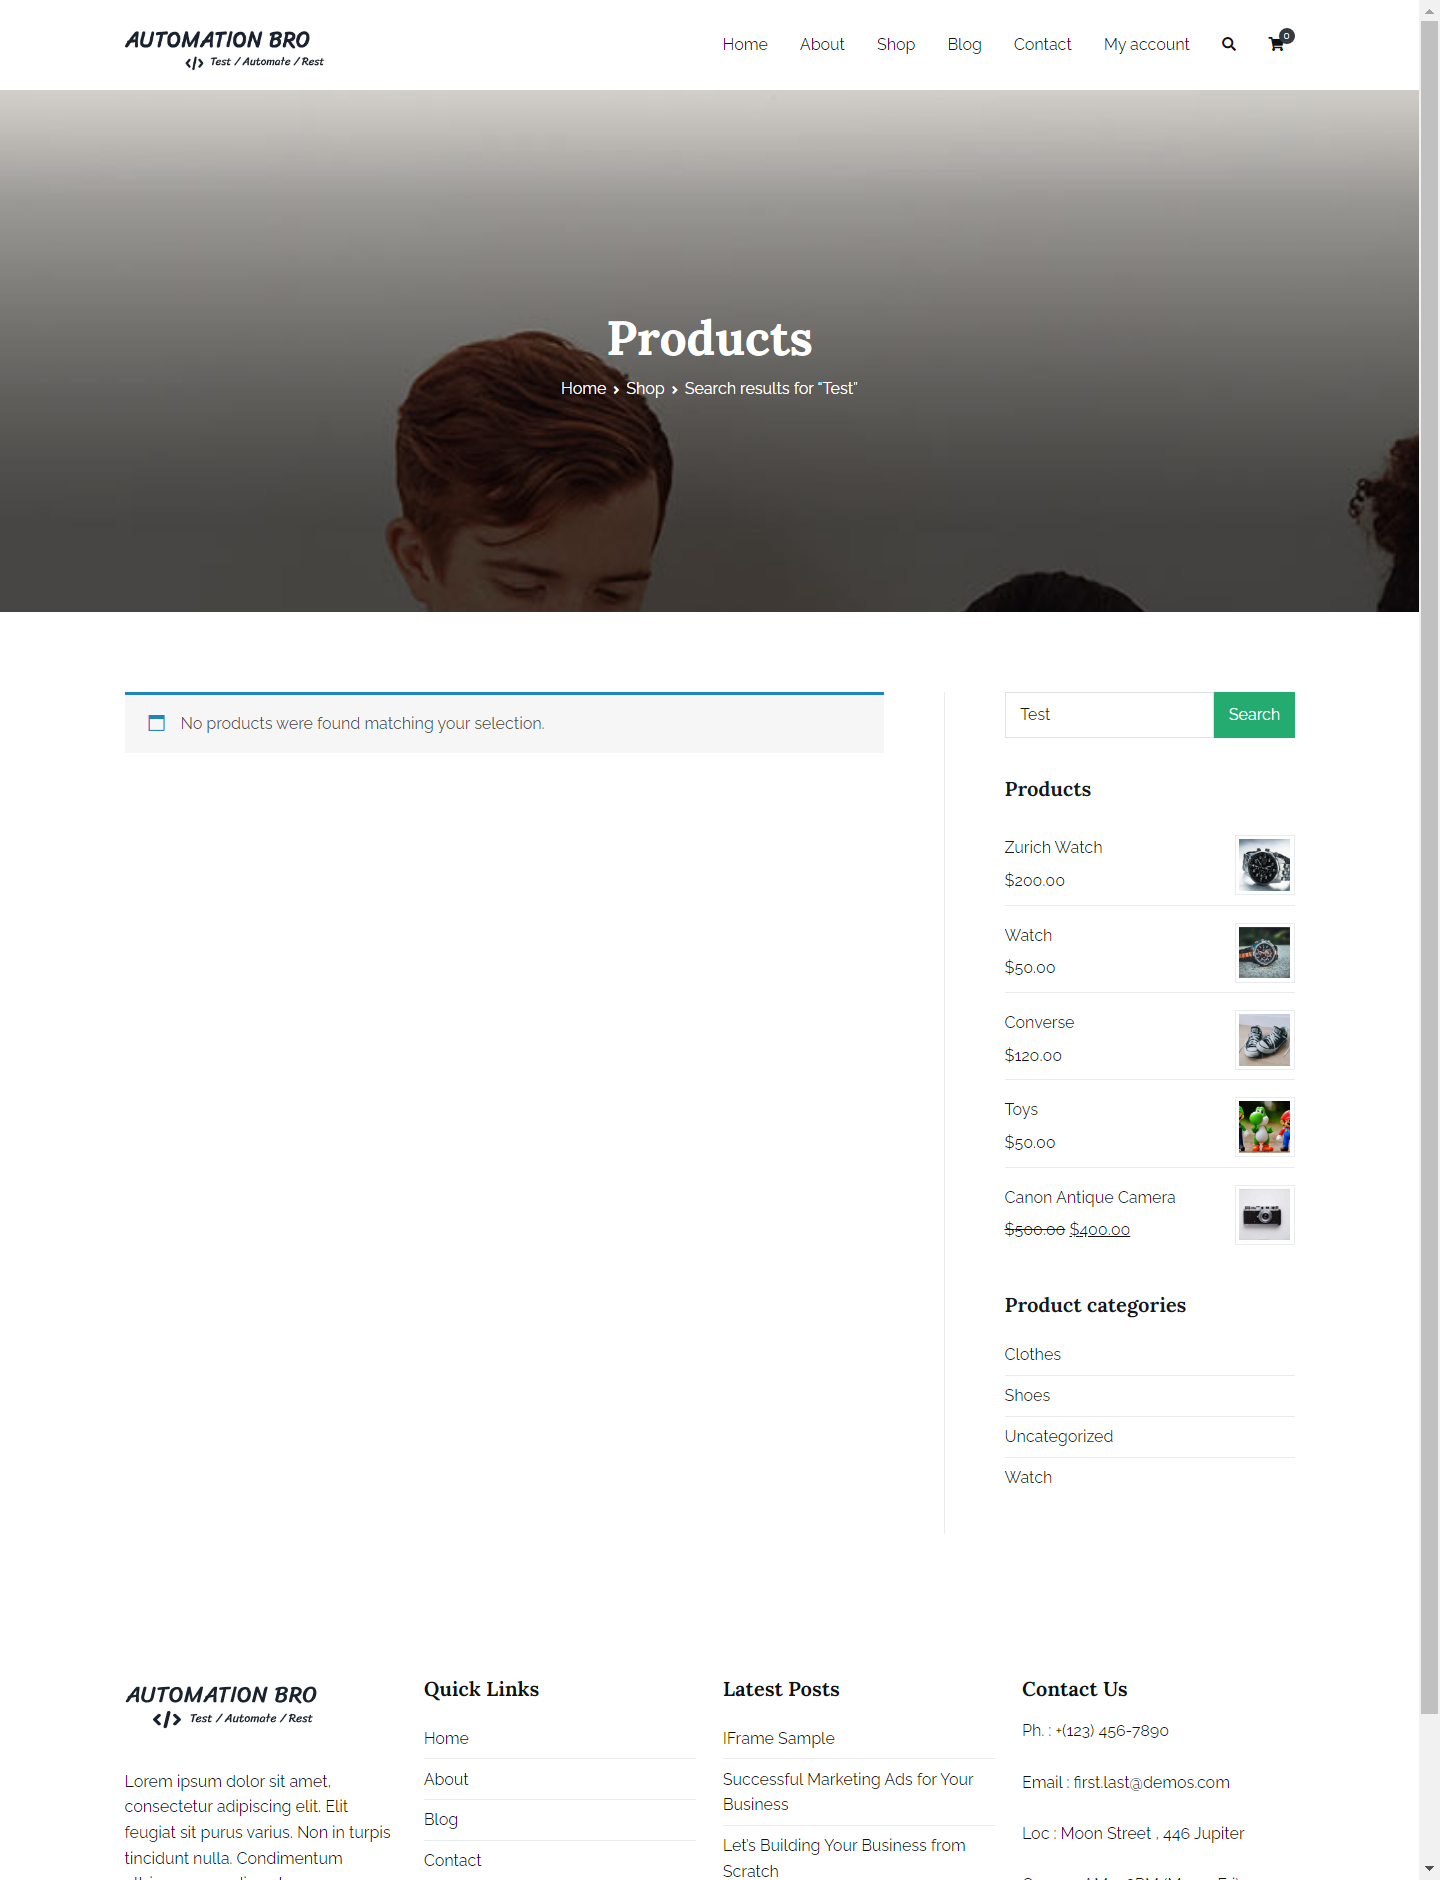 AUTOMATION BRO
</> Test / Automate / Rest
Home About Shop Blog Contact My account 0
Products
Home › Shop › Search results for “Test”
No products were found matching your selection.
Test Search
Products
Zurich Watch
$200.00
Watch
$50.00
Converse
$120.00
Toys
$50.00
Canon Antique Camera
$500.00 $400.00
Product categories
Clothes
Shoes
Uncategorized
Watch
AUTOMATION BRO
</> Test / Automate / Rest
Lorem ipsum dolor sit amet,
consectetur adipiscing elit. Elit
feugiat sit purus varius. Non in turpis
tincidunt nulla. Condimentum
Quick Links
Home
About
Blog
Contact
Latest Posts
IFrame Sample
Successful Marketing Ads for Your
Business
Let’s Building Your Business from
Scratch
Contact Us
Ph. : +(123) 456-7890
Email : first.last@demos.com
Loc : Moon Street , 446 Jupiter